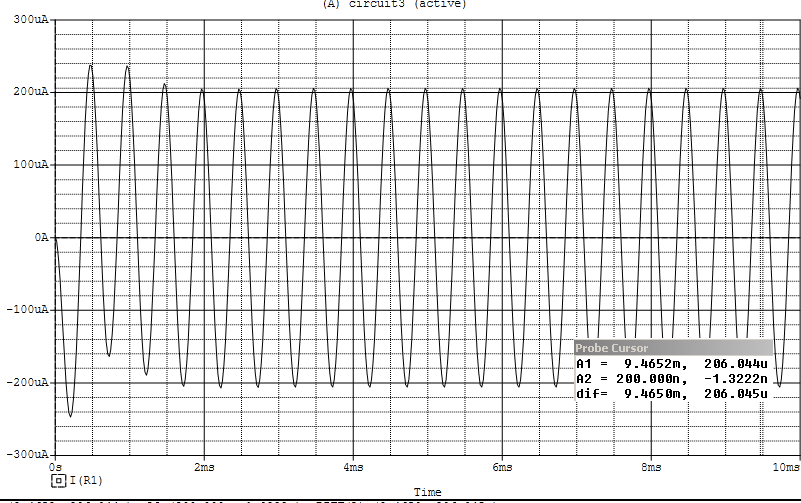 (A) circuit3 (active)
300uA
200uA
100uA
0A
-100uA
-200uA
-300uA
Probe Cursor
A1 = 9.4652m, 206.044u
A2 = 200.000n, -1.3222n
dif= 9.4650m, 206.045u
0s 2ms 4ms 6ms 8ms 10ms
I(R1)
Time